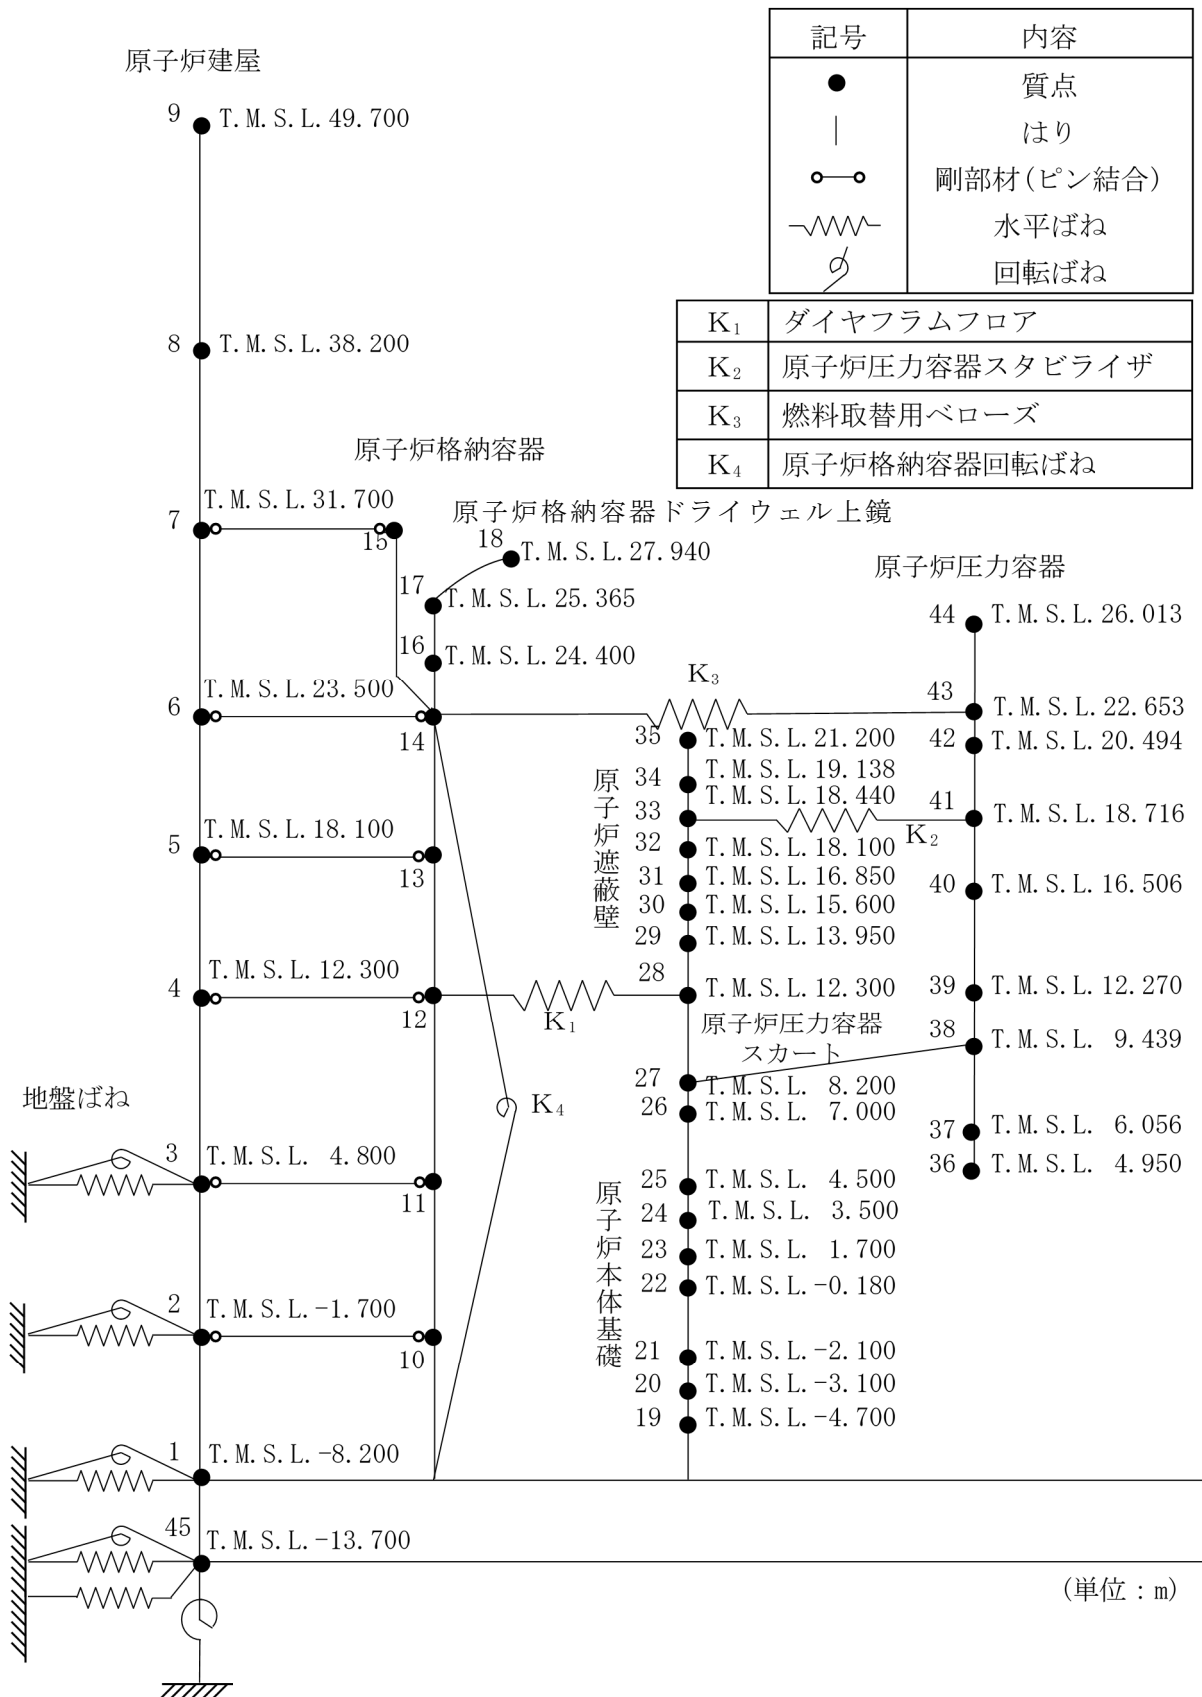 記号 内容
質点
はり
剛部材(ピン結合)
水平ばね
回転ばね
K₁ ダイヤフラムフロア
K₂ 原子炉圧力容器スタビライザ
K₃ 燃料取替用ベローズ
K₄ 原子炉格納容器回転ばね
原子炉建屋
9 T.M.S.L.49.700
8 T.M.S.L.38.200
7 T.M.S.L.31.700
6 T.M.S.L.23.500
5 T.M.S.L.18.100
4 T.M.S.L.12.300
地盤ばね
3 T.M.S.L. 4.800
2 T.M.S.L.-1.700
1 T.M.S.L.-8.200
45 T.M.S.L.-13.700
原子炉格納容器
15
14
13
12
11
10
原子炉格納容器ドライウェル上鏡
18 T.M.S.L.27.940
17 T.M.S.L.25.365
16 T.M.S.L.24.400
K₃
K₂
K₁
K₄
原子炉遮蔽壁
35 T.M.S.L.21.200
34 T.M.S.L.19.138
33 T.M.S.L.18.440
32 T.M.S.L.18.100
31 T.M.S.L.16.850
30 T.M.S.L.15.600
29 T.M.S.L.13.950
28 T.M.S.L.12.300
原子炉圧力容器
スカート
27 T.M.S.L. 8.200
26 T.M.S.L. 7.000
原子炉本体基礎
25 T.M.S.L. 4.500
24 T.M.S.L. 3.500
23 T.M.S.L. 1.700
22 T.M.S.L.-0.180
21 T.M.S.L.-2.100
20 T.M.S.L.-3.100
19 T.M.S.L.-4.700
原子炉圧力容器
44 T.M.S.L.26.013
43 T.M.S.L.22.653
42 T.M.S.L.20.494
41 T.M.S.L.18.716
40 T.M.S.L.16.506
39 T.M.S.L.12.270
38 T.M.S.L. 9.439
37 T.M.S.L. 6.056
36 T.M.S.L. 4.950
(単位:m)